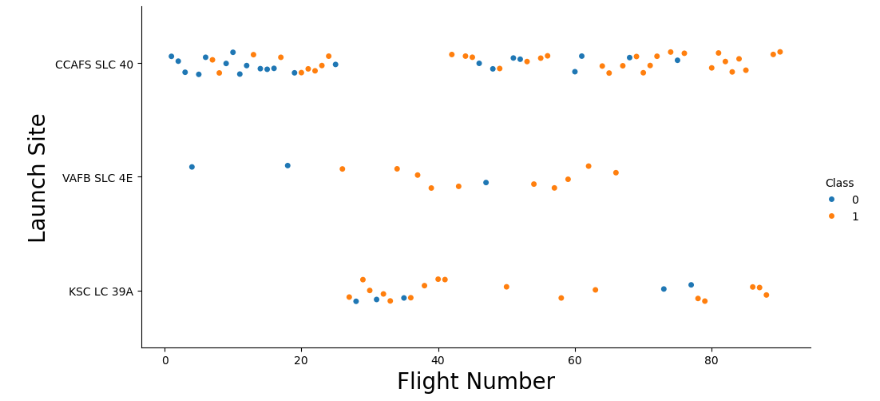 CCAFS SLC 40
VAFB SLC 4E
KSC LC 39A
Launch Site
0 20 40 60 80
Flight Number
Class
0
1